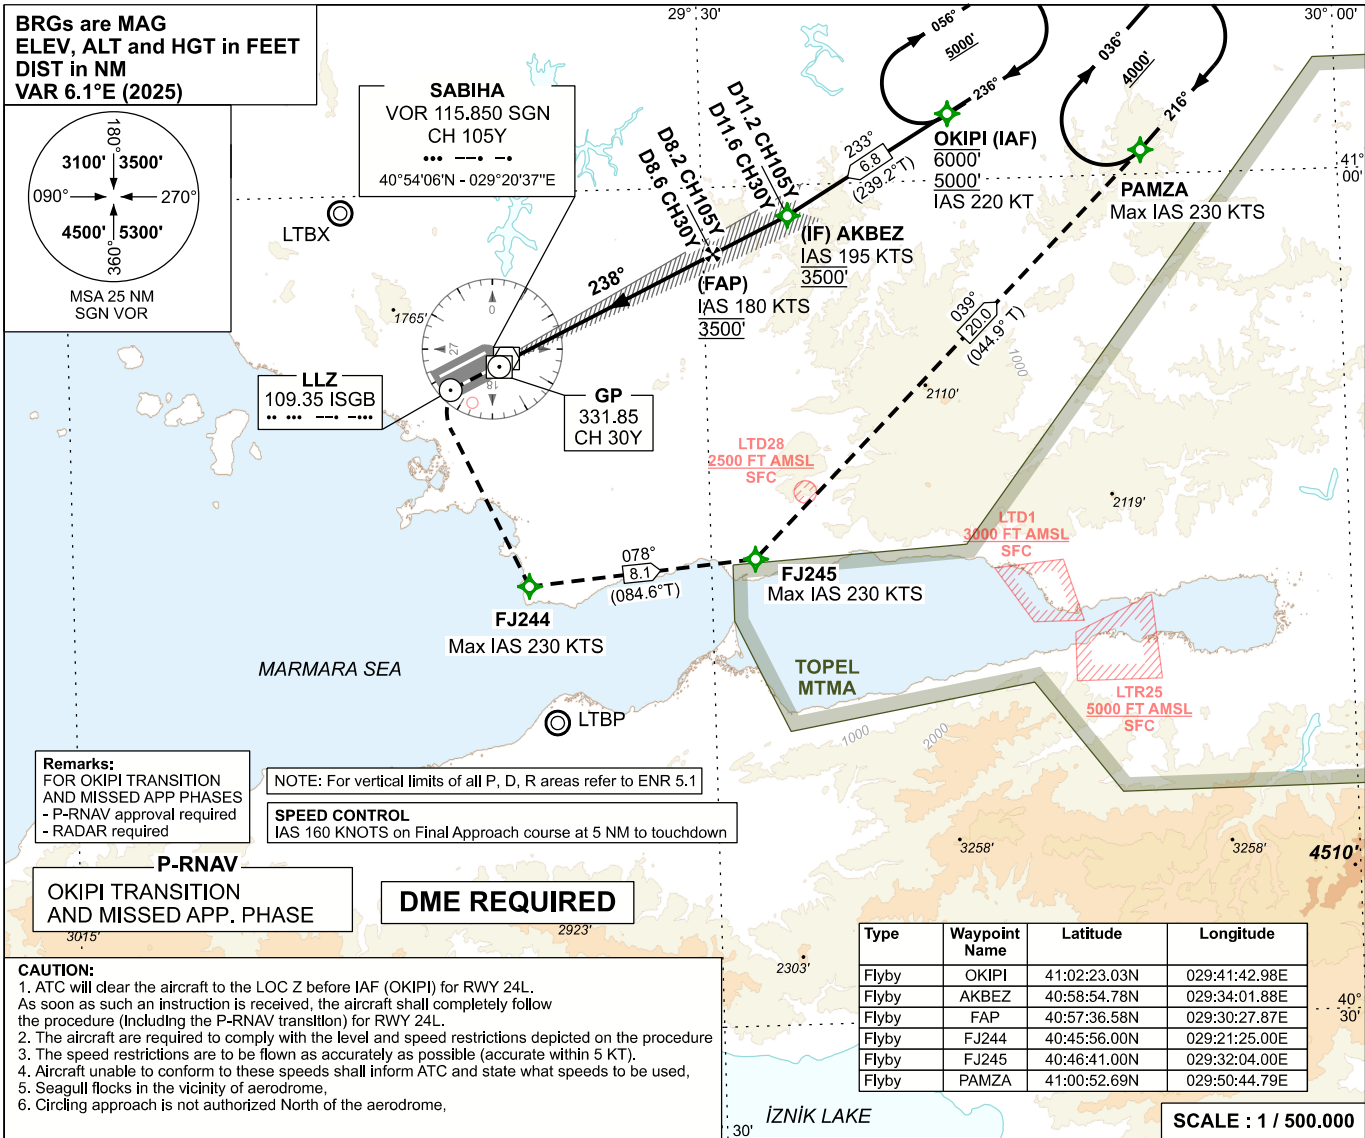 BRGs are MAG
ELEV, ALT and HGT in FEET
DIST in NM
VAR 6.1°E (2025)
180°
3100' 3500'
090° 270°
4500' 5300'
360°
MSA 25 NM
SGN VOR
29° 30'
30° 00'
41°
00'
SABIHA
VOR 115.850 SGN
CH 105Y
••• −−• −•
40°54'06"N - 029°20'37"E
LTBX
1765'
D8.2 CH105Y
D8.6 CH30Y
D11.2 CH105Y
D11.6 CH30Y
056°
5000'
236°
036°
4000'
216°
233°
6.8
(239.2°T)
OKIPI (IAF)
6000'
5000'
IAS 220 KT
PAMZA
Max IAS 230 KTS
(IF) AKBEZ
IAS 195 KTS
3500'
(FAP)
IAS 180 KTS
3500'
238°
0
27
18
LLZ
109.35 ISGB
•• ••• −−• −•••
GP
331.85
CH 30Y
039°
20.0
(044.9°T)
1000
2110'
LTD28
2500 FT AMSL
SFC
2119'
LTD1
3000 FT AMSL
SFC
078°
8.1
(084.6°T)
FJ244
Max IAS 230 KTS
FJ245
Max IAS 230 KTS
MARMARA SEA
TOPEL
MTMA
LTR25
5000 FT AMSL
SFC
LTBP
1000
2000
Remarks:
FOR OKIPI TRANSITION
AND MISSED APP PHASES
- P-RNAV approval required
- RADAR required
NOTE: For vertical limits of all P, D, R areas refer to ENR 5.1
SPEED CONTROL
IAS 160 KNOTS on Final Approach course at 5 NM to touchdown
3258'
3258'
4510'
P-RNAV
OKIPI TRANSITION
AND MISSED APP. PHASE
DME REQUIRED
3015'
2923'
2303'
CAUTION:
1. ATC will clear the aircraft to the LOC Z before IAF (OKIPI) for RWY 24L.
As soon as such an instruction is received, the aircraft shall completely follow
the procedure (including the P-RNAV transition) for RWY 24L.
2. The aircraft are required to comply with the level and speed restrictions depicted on the procedure
3. The speed restrictions are to be flown as accurately as possible (accurate within 5 KT).
4. Aircraft unable to conform to these speeds shall inform ATC and state what speeds to be used,
5. Seagull flocks in the vicinity of aerodrome,
6. Circling approach is not authorized North of the aerodrome,
Type Waypoint Name Latitude Longitude
Flyby OKIPI 41:02:23.03N 029:41:42.98E
Flyby AKBEZ 40:58:54.78N 029:34:01.88E
Flyby FAP 40:57:36.58N 029:30:27.87E
Flyby FJ244 40:45:56.00N 029:21:25.00E
Flyby FJ245 40:46:41.00N 029:32:04.00E
Flyby PAMZA 41:00:52.69N 029:50:44.79E
40°
30'
30'
İZNİK LAKE
SCALE : 1 / 500.000